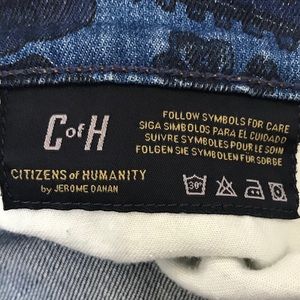 CofH
CITIZENS of HUMANITY
by JEROME DAHAN
FOLLOW SYMBOLS FOR CARE
SIGA SIMBOLOS PARA EL CUIDADO
SUIVRE SYMBOLES POUR LE SOIN
FOLGEN SIE SYMBOLEN FÜR SORGE
30°